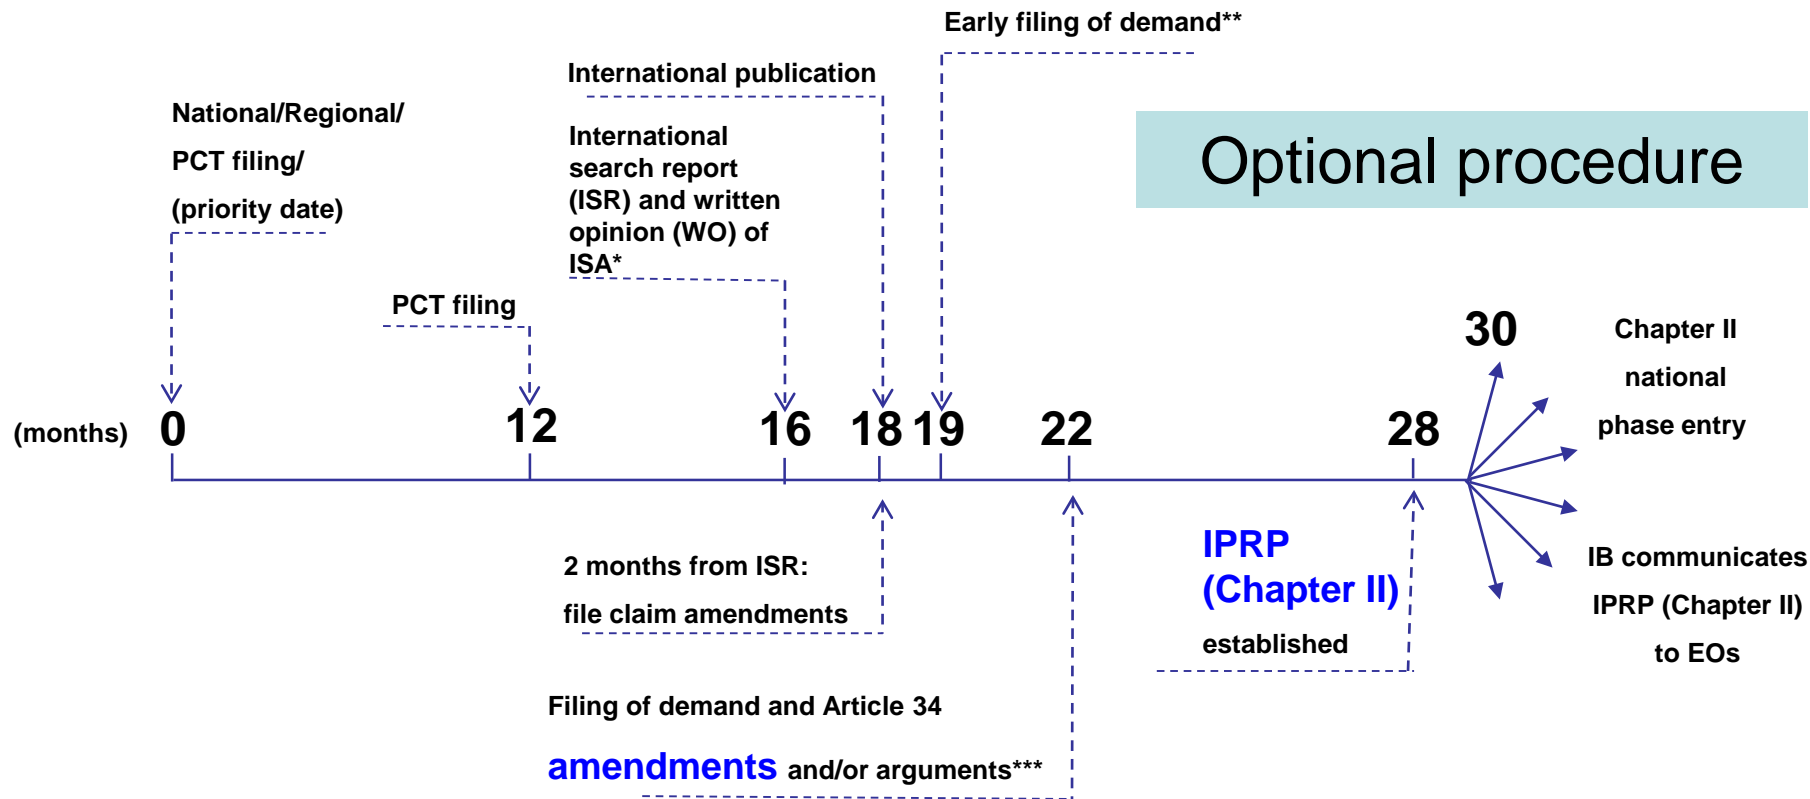 Early filing of demand**
International publication
National/Regional/
PCT filing/
(priority date)
International
search report
(ISR) and written
opinion (WO) of
ISA*
Optional procedure
PCT filing
30
Chapter II
national
phase entry
(months) 0 12 16 18 19 22 28
2 months from ISR:
file claim amendments
IPRP
(Chapter II)
established
IB communicates
IPRP (Chapter II)
to EOs
Filing of demand and Article 34
amendments and/or arguments***